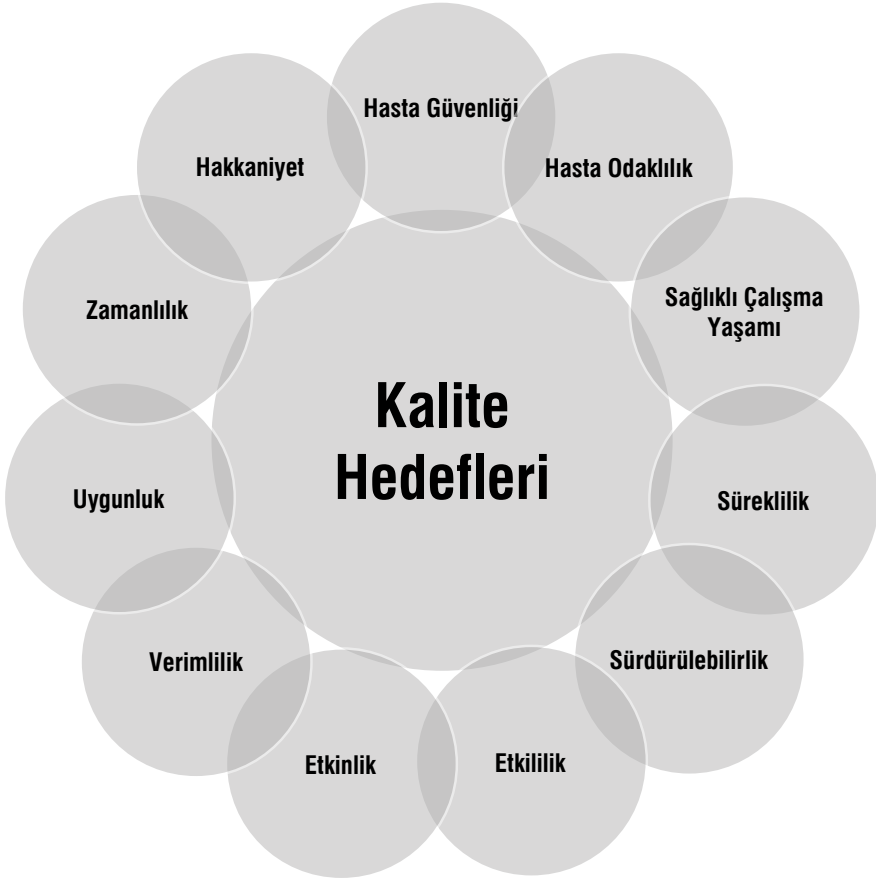 Hasta Güvenliği
Hasta Odaklılık
Sağlıklı Çalışma
Yaşamı
Süreklilik
Sürdürülebilirlik
Etkililik
Etkinlik
Verimlilik
Uygunluk
Zamanlılık
Hakkaniyet
Kalite
Hedefleri